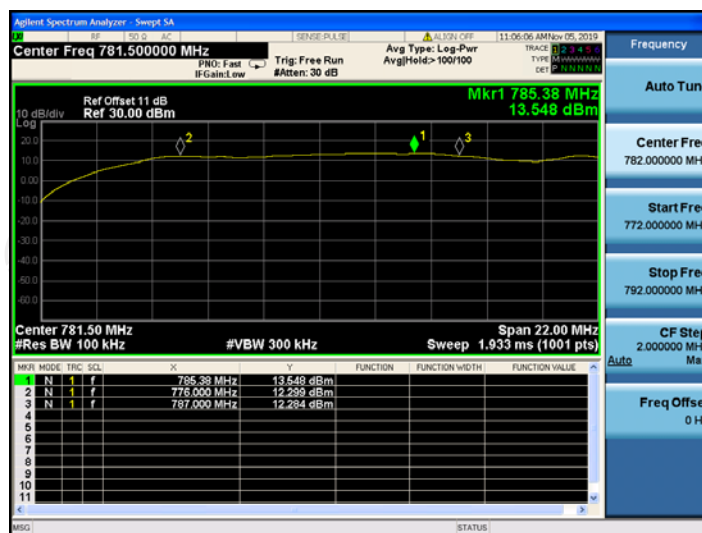 Agilent Spectrum Analyzer - Swept SA
RF 50 Ω AC SENSE:PULSE ALIGN OFF 11:06:06 AM Nov 05, 2019
Center Freq 781.500000 MHz
PNO: Fast
IFGain:Low
Trig: Free Run
#Atten: 30 dB
Avg Type: Log-Pwr
Avg|Hold:>100/100
TRACE 1 2 3 4 5 6
TYPE M
DET P N N N N N
Ref Offset 11 dB
10 dB/div Ref 30.00 dBm
Log
Mkr1 785.38 MHz
13.548 dBm
20.0
10.0
0.00
-10.0
-20.0
-30.0
-40.0
-50.0
-60.0
2
1
3
Center 781.50 MHz
Span 22.00 MHz
#Res BW 100 kHz
#VBW 300 kHz
Sweep 1.933 ms (1001 pts)
MKR MODE TRC SCL X Y FUNCTION FUNCTION WIDTH FUNCTION VALUE
1 N 1 f 785.38 MHz 13.548 dBm
2 N 1 f 776.000 MHz 12.299 dBm
3 N 1 f 787.000 MHz 12.284 dBm
4
5
6
7
8
9
10
11
MSG STATUS
Frequency
Auto Tun
Center Fre
782.000000 MH
Start Fre
772.000000 MH
Stop Fre
792.000000 MH
CF Step
2.000000 MH
Auto Ma
Freq Offse
0 H